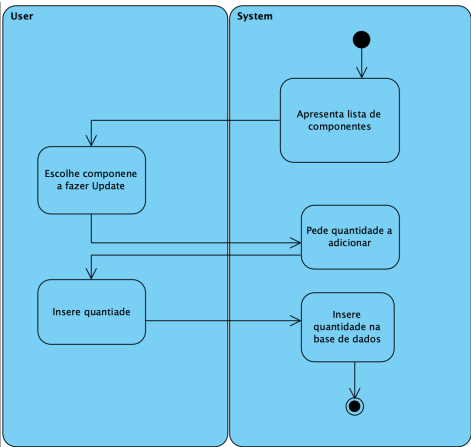 User
System
Apresenta lista de
componentes
Escolhe componene
a fazer Update
Pede quantidade a
adicionar
Insere quantiade
Insere
quantidade na
base de dados